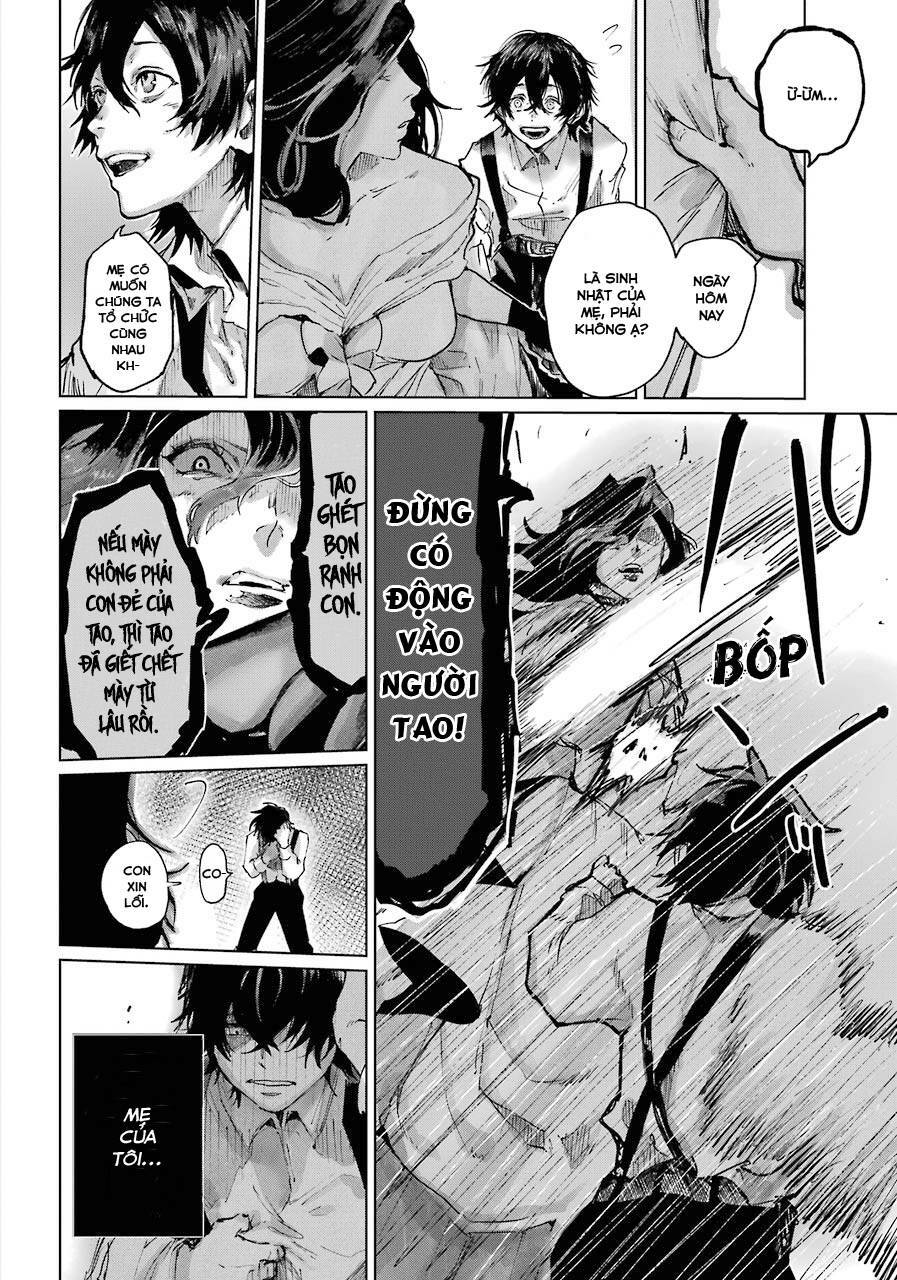 Ừ-ỪM...
NGÀY
HÔM
NAY
LÀ SINH
NHẬT CỦA
MẸ, PHẢI
KHÔNG Ạ?
MẸ CÓ
MUỐN
CHÚNG TA
TỔ CHỨC
CÙNG
NHAU
KH-
BỐP
ĐỪNG
CÓ
ĐỘNG
VÀO
NGƯỜI
TAO!
TAO
GHÉT
BỌN
RANH
CON.
NẾU MÀY
KHÔNG PHẢI
CON ĐẺ CỦA
TAO, THÌ TAO
ĐÃ GIẾT CHẾT
MÀY TỪ
LÂU RỒI.
CO-
CON
XIN
LỖI.
MẸ
CỦA
TÔI...